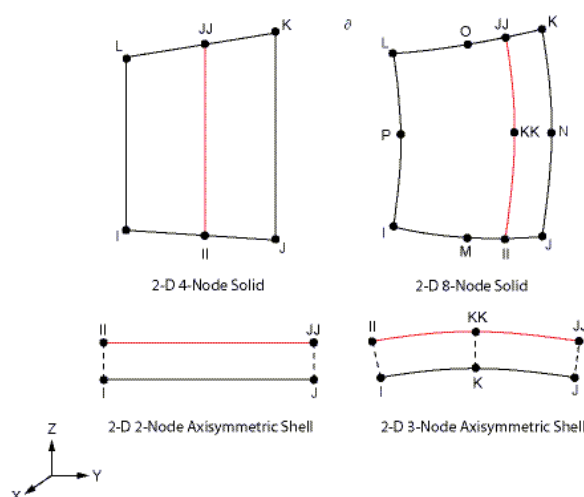 L
JJ
K
I
II
J
2-D 4-Node Solid
∂
L
O
JJ
K
P
KK
N
I
M
II
J
2-D 8-Node Solid
II
JJ
I
J
2-D 2-Node Axisymmetric Shell
II
KK
JJ
I
K
J
2-D 3-Node Axisymmetric Shell
Z
Y
X